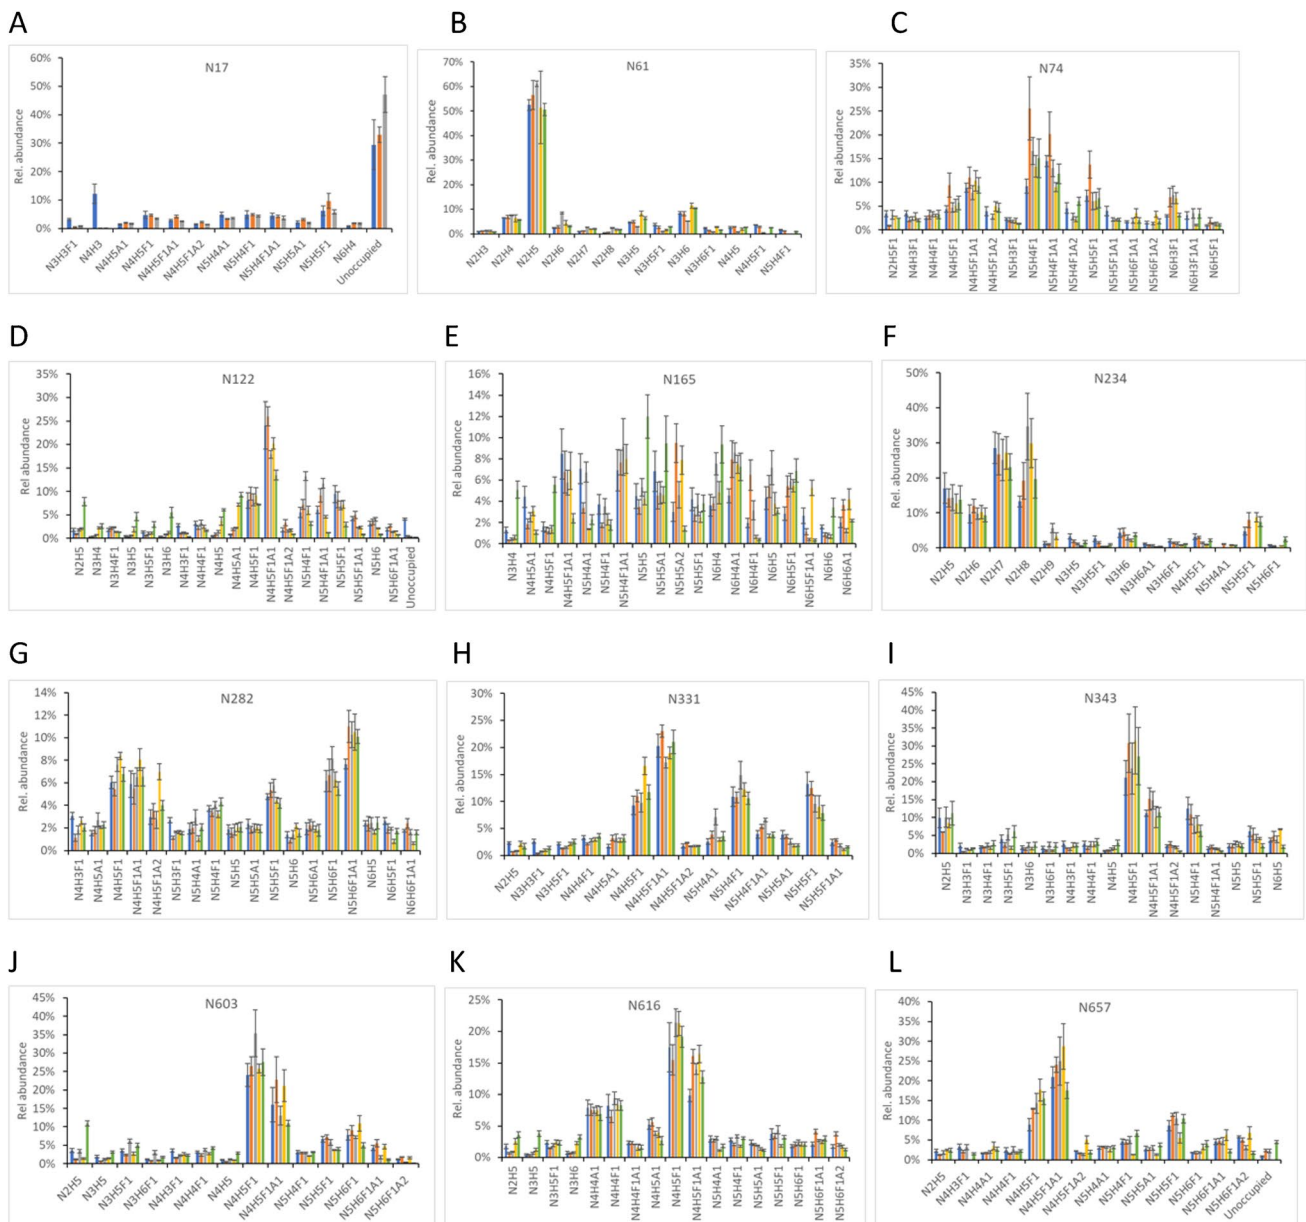 A
N17
Rel. abundance
60%
50%
40%
30%
20%
10%
0%
N3H3F1
N4H3
N4H5A1
N4H5F1
N4H5F1A1
N4H5F1A2
N5H4A1
N5H4F1
N5H4F1A1
N5H5A1
N5H5F1
N6H4
Unoccupied
B
N61
Rel. abundance
70%
60%
50%
40%
30%
20%
10%
0%
N2H3
N2H4
N2H5
N2H6
N2H7
N2H8
N3H5
N3H5F1
N3H6
N3H6F1
N4H5
N4H5F1
N5H4F1
C
N74
Rel. abundance
35%
30%
25%
20%
15%
10%
5%
0%
N2H5F1
N4H3F1
N4H4F1
N4H5F1
N4H5F1A1
N4H5F1A2
N5H3F1
N5H4F1
N5H4F1A1
N5H4F1A2
N5H5F1
N5H5F1A1
N5H6F1A1
N5H6F1A2
N6H3F1
N6H3F1A1
N6H5F1
D
N122
Rel abundance
35%
30%
25%
20%
15%
10%
5%
0%
N2H5
N3H4
N3H4F1
N3H5
N3H5F1
N3H6
N4H3F1
N4H4F1
N4H5
N4H5A1
N4H5F1
N4H5F1A1
N4H5F1A2
N5H4F1
N5H4F1A1
N5H5F1
N5H5F1A1
N5H6
N5H6F1A1
Unoccupied
E
N165
Rel. abundance
16%
14%
12%
10%
8%
6%
4%
2%
0%
N3H4
N4H5A1
N4H5F1
N4H5F1A1
N5H4A1
N5H4F1
N5H4F1A1
N5H5
N5H5A1
N5H5A2
N5H5F1
N6H4
N6H4A1
N6H4F1
N6H5
N6H5F1
N6H5F1A1
N6H6
N6H6A1
F
N234
Rel. abundance
50%
40%
30%
20%
10%
0%
N2H5
N2H6
N2H7
N2H8
N2H9
N3H5
N3H5F1
N3H6
N3H6A1
N3H6F1
N4H5F1
N5H4A1
N5H5F1
N5H6F1
G
N282
Rel. abundance
14%
12%
10%
8%
6%
4%
2%
0%
N4H3F1
N4H5A1
N4H5F1
N4H5F1A1
N4H5F1A2
N5H3F1
N5H4A1
N5H4F1
N5H5
N5H5A1
N5H5F1
N5H6
N5H6A1
N5H6F1
N5H6F1A1
N6H5
N6H5F1
N6H6F1A1
H
N331
Rel. abundance
30%
25%
20%
15%
10%
5%
0%
N2H5
N3H3F1
N3H5F1
N4H4F1
N4H5A1
N4H5F1
N4H5F1A1
N4H5F1A2
N5H4A1
N5H4F1
N5H4F1A1
N5H5A1
N5H5F1
N5H5F1A1
I
N343
Rel. abundance
45%
40%
35%
30%
25%
20%
15%
10%
5%
0%
N2H5
N3H3F1
N3H4F1
N3H5F1
N3H6
N3H6F1
N4H3F1
N4H4F1
N4H5
N4H5F1
N4H5F1A1
N4H5F1A2
N5H4F1
N5H4F1A1
N5H5
N5H5F1
N6H5
J
N603
Rel. abundance
45%
40%
35%
30%
25%
20%
15%
10%
5%
0%
N2H5
N3H5
N3H5F1
N3H6F1
N4H3F1
N4H4F1
N4H5
N4H5F1
N4H5F1A1
N5H4F1
N5H5F1
N5H6F1
N5H6F1A1
N5H6F1A2
K
N616
Rel. abundance
25%
20%
15%
10%
5%
0%
N2H5
N3H5
N3H6
N4H4A1
N4H4F1
N4H4F1A1
N4H5A1
N4H5F1
N4H5F1A1
N5H4A1
N5H4F1
N5H5A1
N5H5F1
N5H6F1
N5H6F1A1
N5H6F1A2
L
N657
Rel. abundance
40%
35%
30%
25%
20%
15%
10%
5%
0%
N2H5
N4H3F1
N4H4A1
N4H4F1
N4H5F1
N4H5F1A1
N4H5F1A2
N5H4A1
N5H4F1
N5H5A1
N5H5F1
N5H6F1
N5H6F1A1
N5H6F1A2
Unoccupied